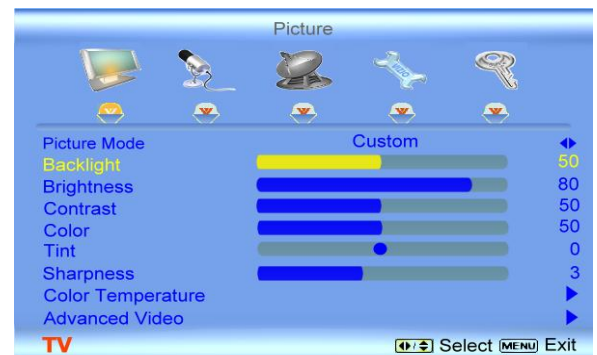 Picture
Picture Mode Custom
Backlight 50
Brightness 80
Contrast 50
Color 50
Tint 0
Sharpness 3
Color Temperature
Advanced Video
TV Select MENU Exit